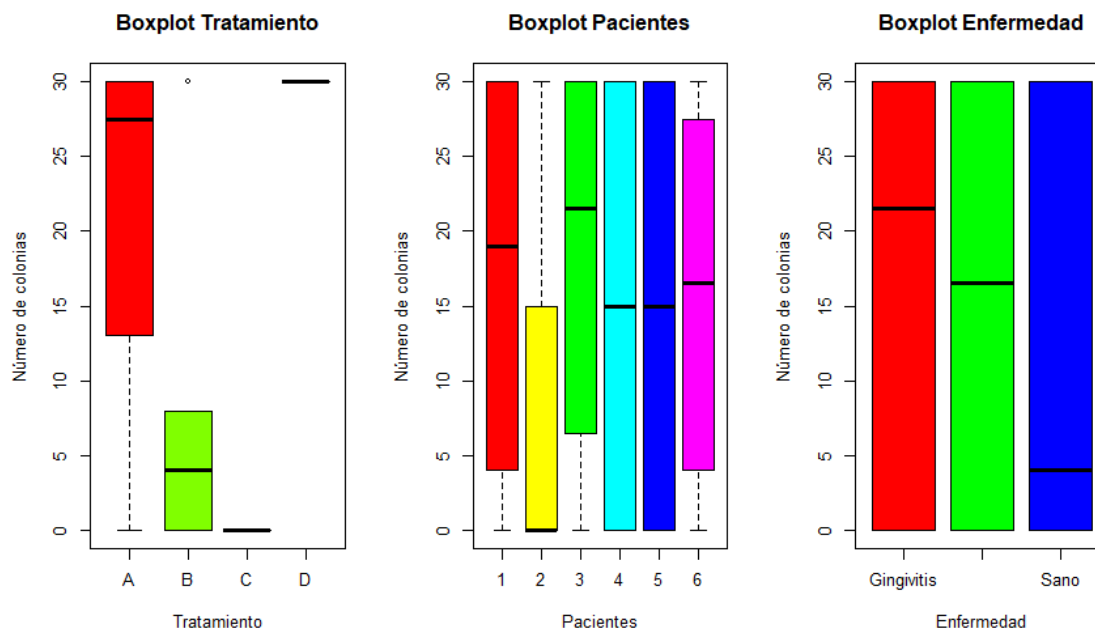 Boxplot Tratamiento
Número de colonias
30
25
20
15
10
5
0
A B C D
Tratamiento
Boxplot Pacientes
Número de colonias
30
25
20
15
10
5
0
1 2 3 4 5 6
Pacientes
Boxplot Enfermedad
Número de colonias
30
25
20
15
10
5
0
Gingivitis Sano
Enfermedad